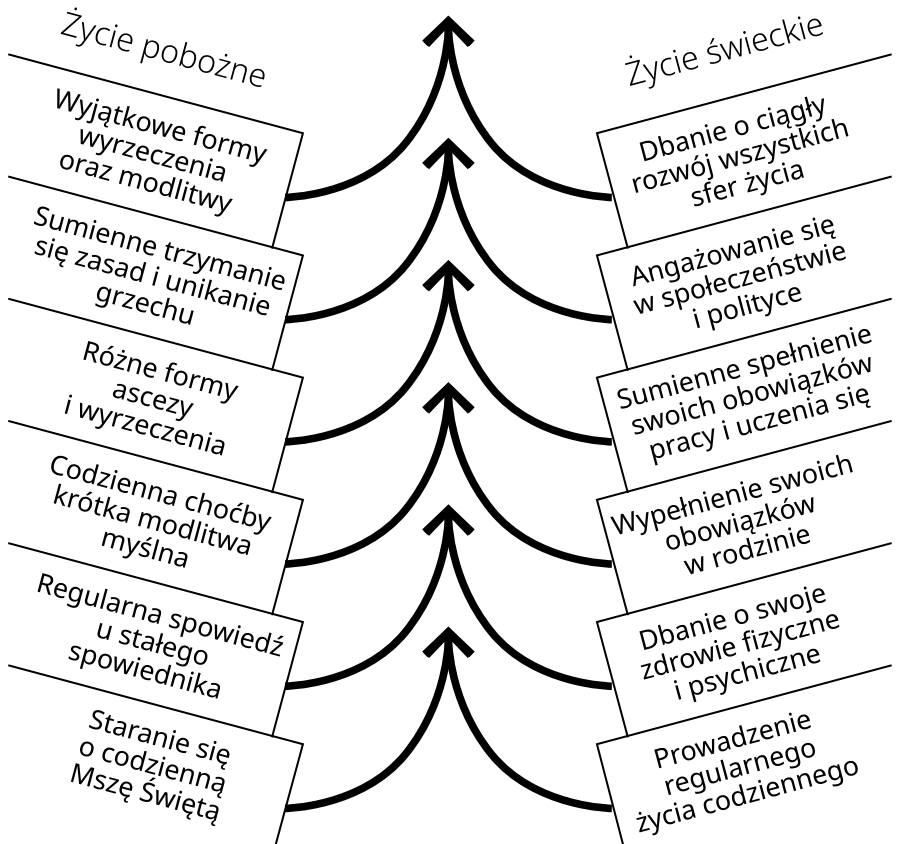 Życie pobożne
Wyjątkowe formy
wyrzeczenia
oraz modlitwy
Sumienne trzymanie
się zasad i unikanie
grzechu
Różne formy
ascezy
i wyrzeczenia
Codzienna choćby
krótka modlitwa
myślna
Regularna spowiedź
u stałego
spowiednika
Staranie się
o codzienną
Mszę Świętą
Życie świeckie
Dbanie o ciągły
rozwój wszystkich
sfer życia
Angażowanie się
w społeczeństwie
i polityce
Sumienne spełnienie
swoich obowiązków
pracy i uczenia się
Wypełnienie swoich
obowiązków
w rodzinie
Dbanie o swoje
zdrowie fizyczne
i psychiczne
Prowadzenie
regularnego
życia codziennego